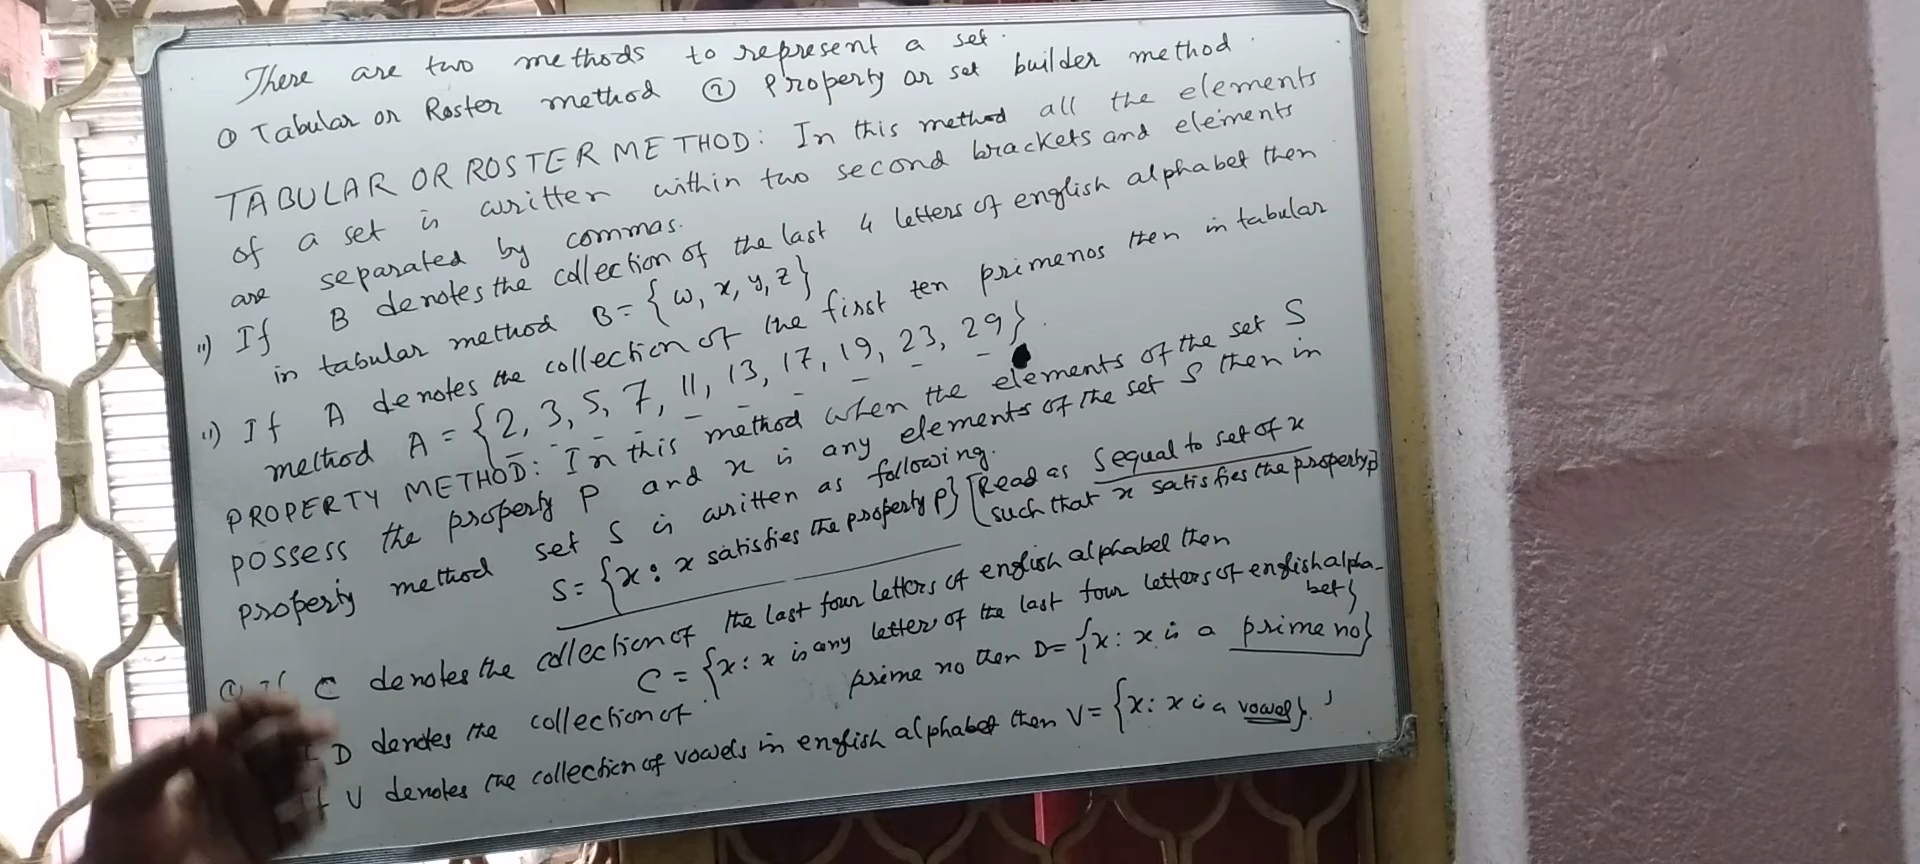 There are two methods to represent a set.
① Tabular or Roster method ② Property or set builder method
TABULAR OR ROSTER METHOD: In this method all the elements
of a set is written within two second brackets and elements
are separated by commas.
") If B denotes the collection of the last 4 letters of english alphabet then
in tabular method B = {w, x, y, z}
") If A denotes the collection of the first ten primenos then in tabular
method A = {2, 3, 5, 7, 11, 13, 17, 19, 23, 29}.
PROPERTY METHOD: In this method when the elements of the set S
possess the property P and x is any elements of the set S then in
property method set S is written as following.
S = {x : x satisfies the property P} [Read as S equal to set of x
such that x satisfies the property P]
C denotes the collection of the last four letters of english alphabet then
C = {x : x is any letter of the last four letters of english alpha-
bet}
D denotes the collection of prime no then D = {x : x is a prime no}
V denotes the collection of vowels in english alphabet then V = {x : x is a vowel}.